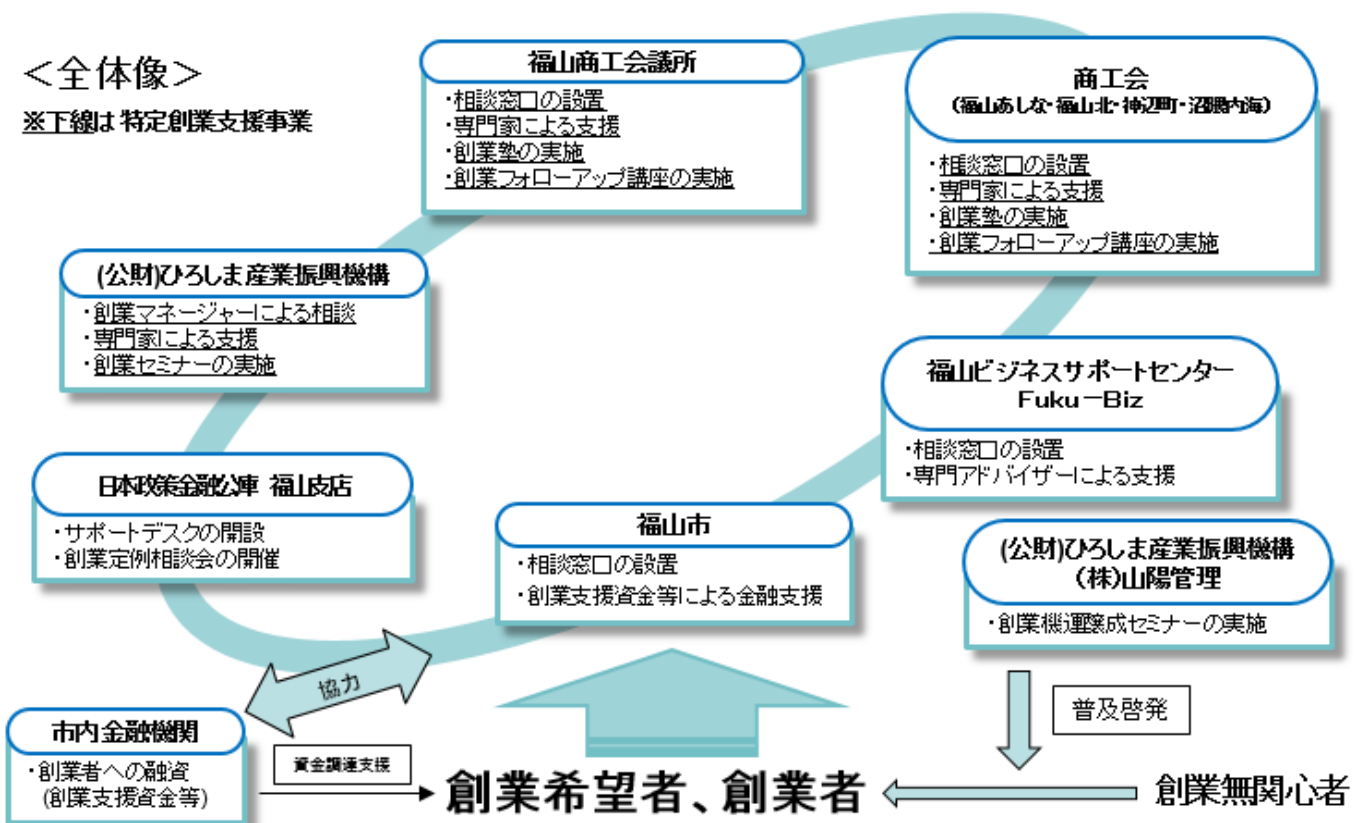 ＜全体像＞
※下線は特定創業支援事業
福山商工会議所
・相談窓口の設置
・専門家による支援
・創業塾の実施
・創業フォローアップ講座の実施
商工会
（福山あしな・福山北・神辺町・沼隈内海）
・相談窓口の設置
・専門家による支援
・創業塾の実施
・創業フォローアップ講座の実施
(公財)ひろしま産業振興機構
・創業マネージャーによる相談
・専門家による支援
・創業セミナーの実施
福山ビジネスサポートセンター
Fuku－Biz
・相談窓口の設置
・専門アドバイザーによる支援
日本政策金融公庫 福山支店
・サポートデスクの開設
・創業定例相談会の開催
福山市
・相談窓口の設置
・創業支援資金等による金融支援
(公財)ひろしま産業振興機構
(株)山陽管理
・創業機運醸成セミナーの実施
協力
普及啓発
市内金融機関
・創業者への融資
(創業支援資金等)
資金調達支援
創業希望者、創業者
創業無関心者